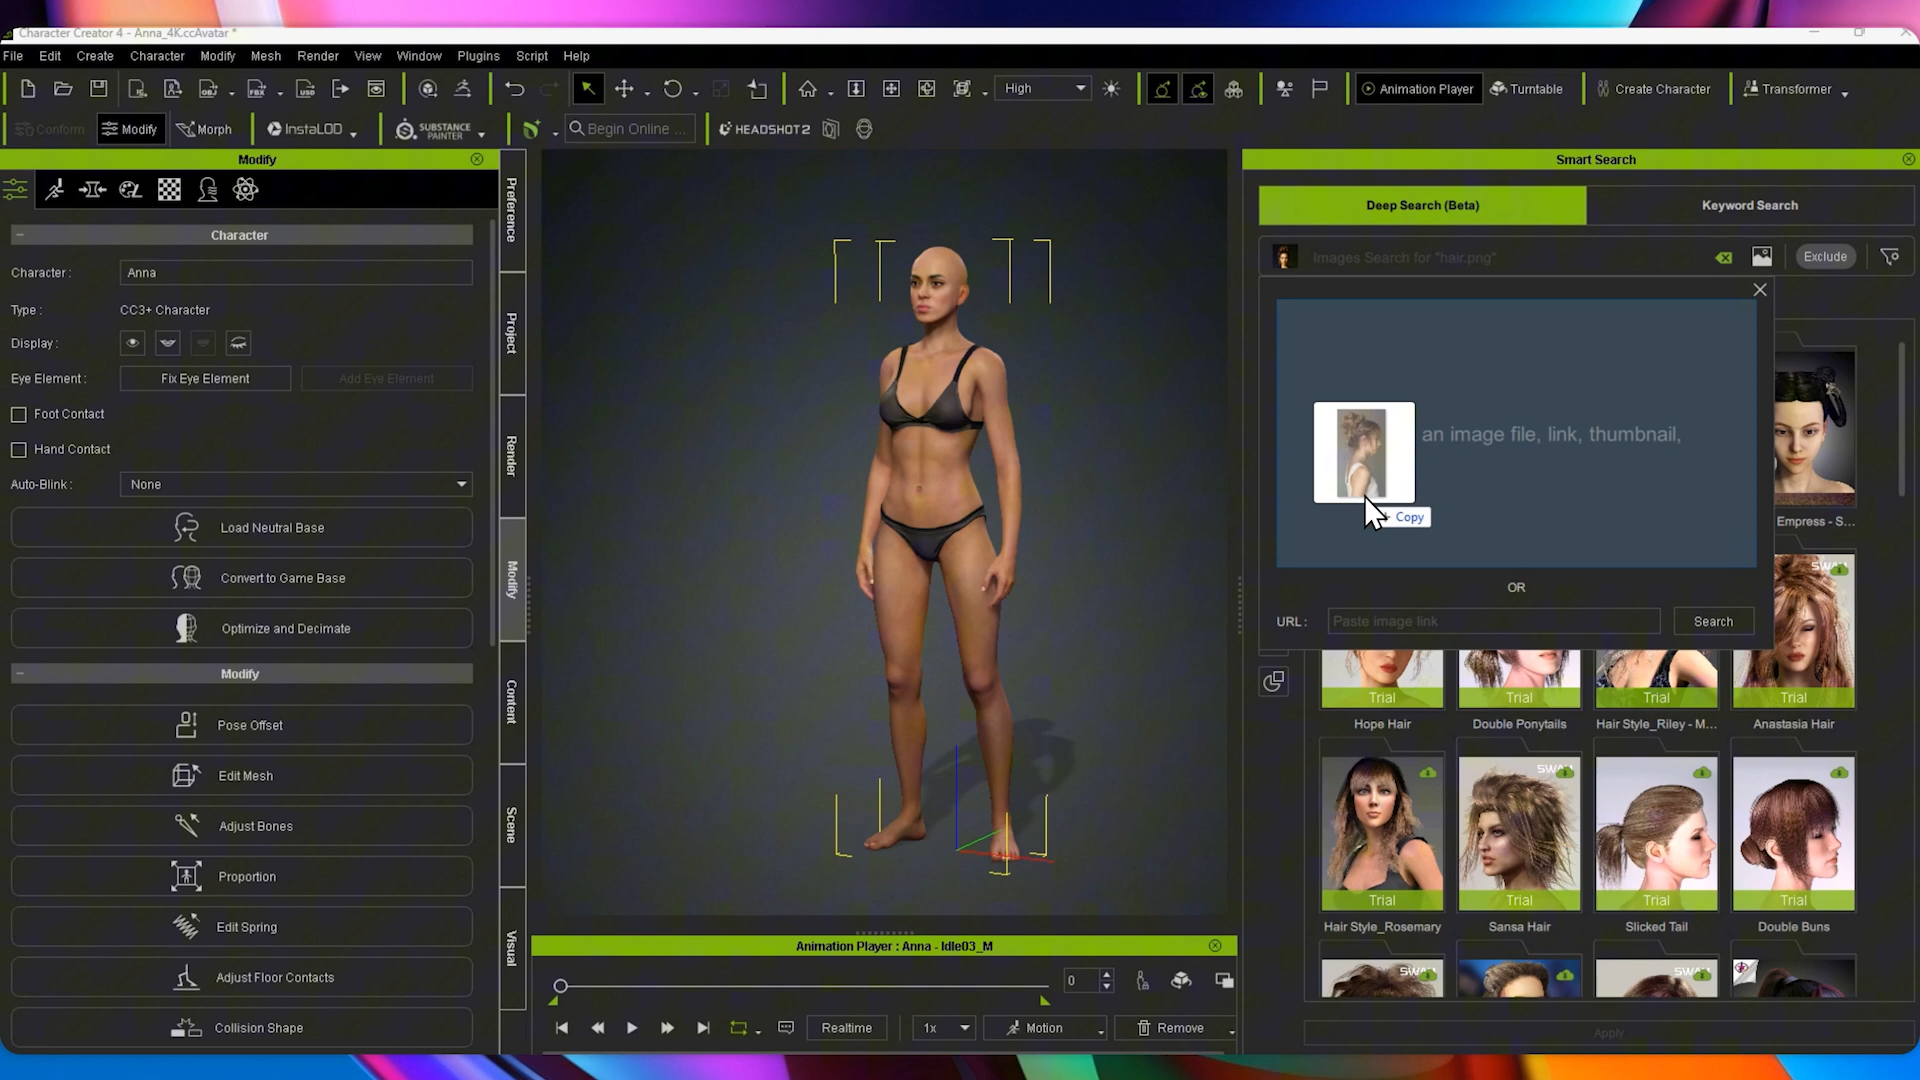 Character Creator 4 - Anna_4K.ccAvatar *
File Edit Create Character Modify Mesh Render View Window Plugins Script Help
High Animation Player Turntable Create Character Transformer
Conform Modify Morph InstaLOD SUBSTANCE PAINTER Begin Online ... HEADSHOT 2
Modify
Character
Character : Anna
Type : CC3+ Character
Display :
Eye Element : Fix Eye Element Add Eye Element
Foot Contact
Hand Contact
Auto-Blink : None
Load Neutral Base
Convert to Game Base
Optimize and Decimate
Modify
Pose Offset
Edit Mesh
Adjust Bones
Proportion
Edit Spring
Adjust Floor Contacts
Collision Shape
Preference
Project
Render
Modify
Content
Scene
Visual
Animation Player : Anna - Idle03_M
0
Realtime 1x Motion Remove
Smart Search
Deep Search (Beta) Keyword Search
Images Search for "hair.png" Exclude
an image file, link, thumbnail,
Copy
OR
URL : Paste image link Search
Empress - S...
Trial Trial Trial Trial
Hope Hair Double Ponytails Hair Style_Riley - M... Anastasia Hair
Trial Trial Trial Trial
Hair Style_Rosemary Sansa Hair Slicked Tail Double Buns
Apply